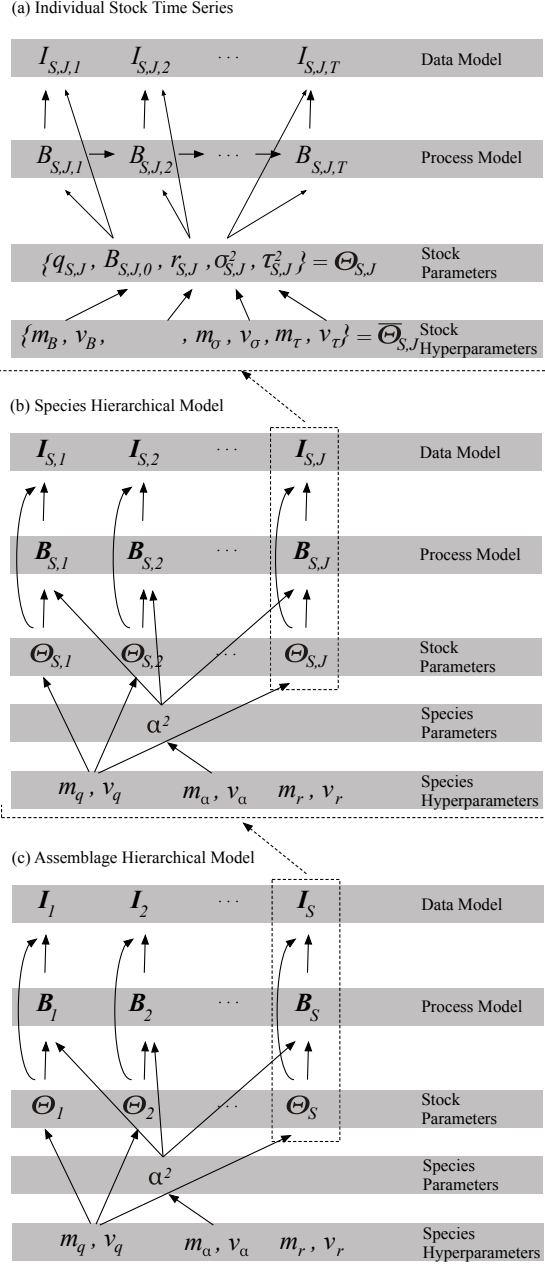 (a) Individual Stock Time Series
I_{S,J,1} I_{S,J,2} ... I_{S,J,T} Data Model
B_{S,J,1} B_{S,J,2} ... B_{S,J,T} Process Model
{q_{S,J}, B_{S,J,0}, r_{S,J}, σ²_{S,J}, τ²_{S,J}} = Θ_{S,J} Stock
Parameters
{m_B, v_B, , m_σ, v_σ, m_τ, v_τ} = Θ̅_{S,J} Stock
Hyperparameters
(b) Species Hierarchical Model
I_{S,1} I_{S,2} ... I_{S,J} Data Model
B_{S,1} B_{S,2} ... B_{S,J} Process Model
Θ_{S,1} Θ_{S,2} ... Θ_{S,J} Stock
Parameters
α² Species
Parameters
m_q, v_q m_α, v_α m_r, v_r Species
Hyperparameters
(c) Assemblage Hierarchical Model
I_1 I_2 ... I_S Data Model
B_1 B_2 ... B_S Process Model
Θ_1 Θ_2 ... Θ_S Stock
Parameters
α² Species
Parameters
m_q, v_q m_α, v_α m_r, v_r Species
Hyperparameters